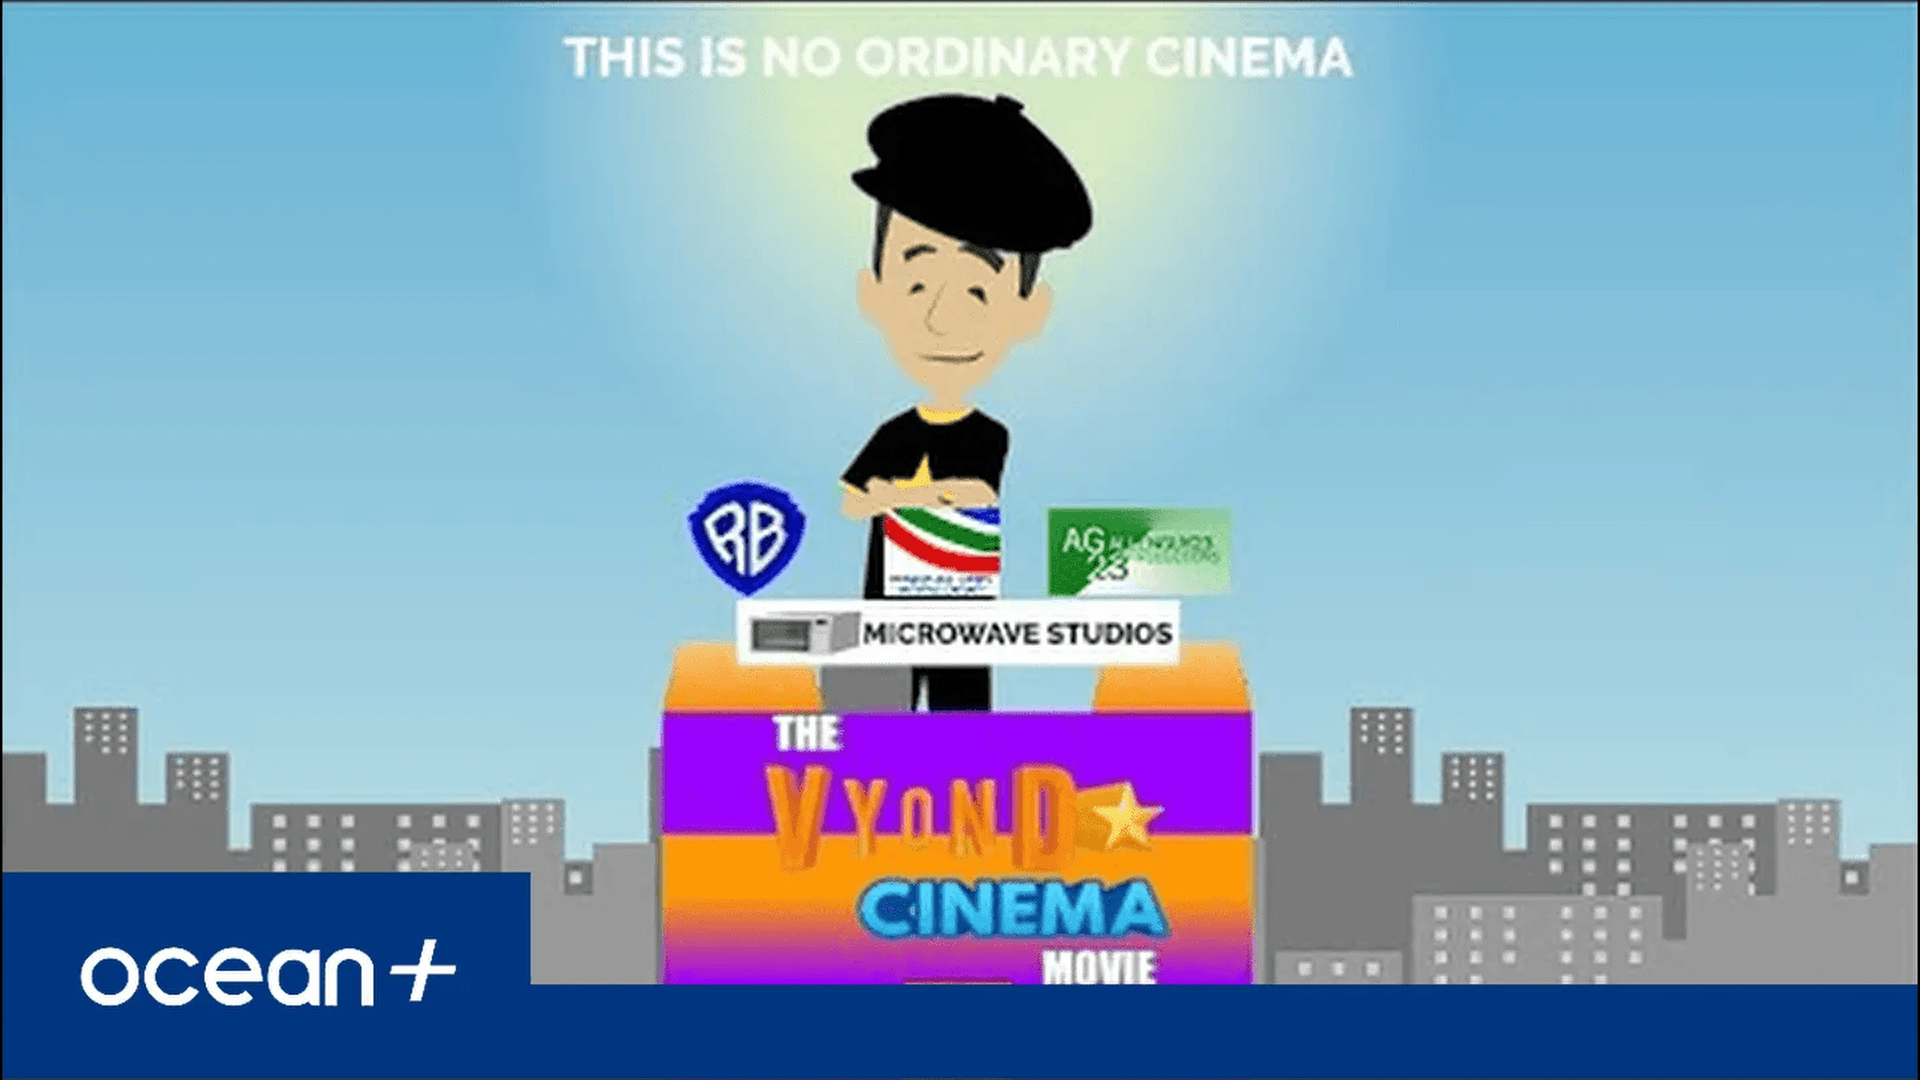 THIS IS NO ORDINARY CINEMA
RB
AG
23
MICROWAVE STUDIOS
THE
VYOND
CINEMA
MOVIE
ocean+